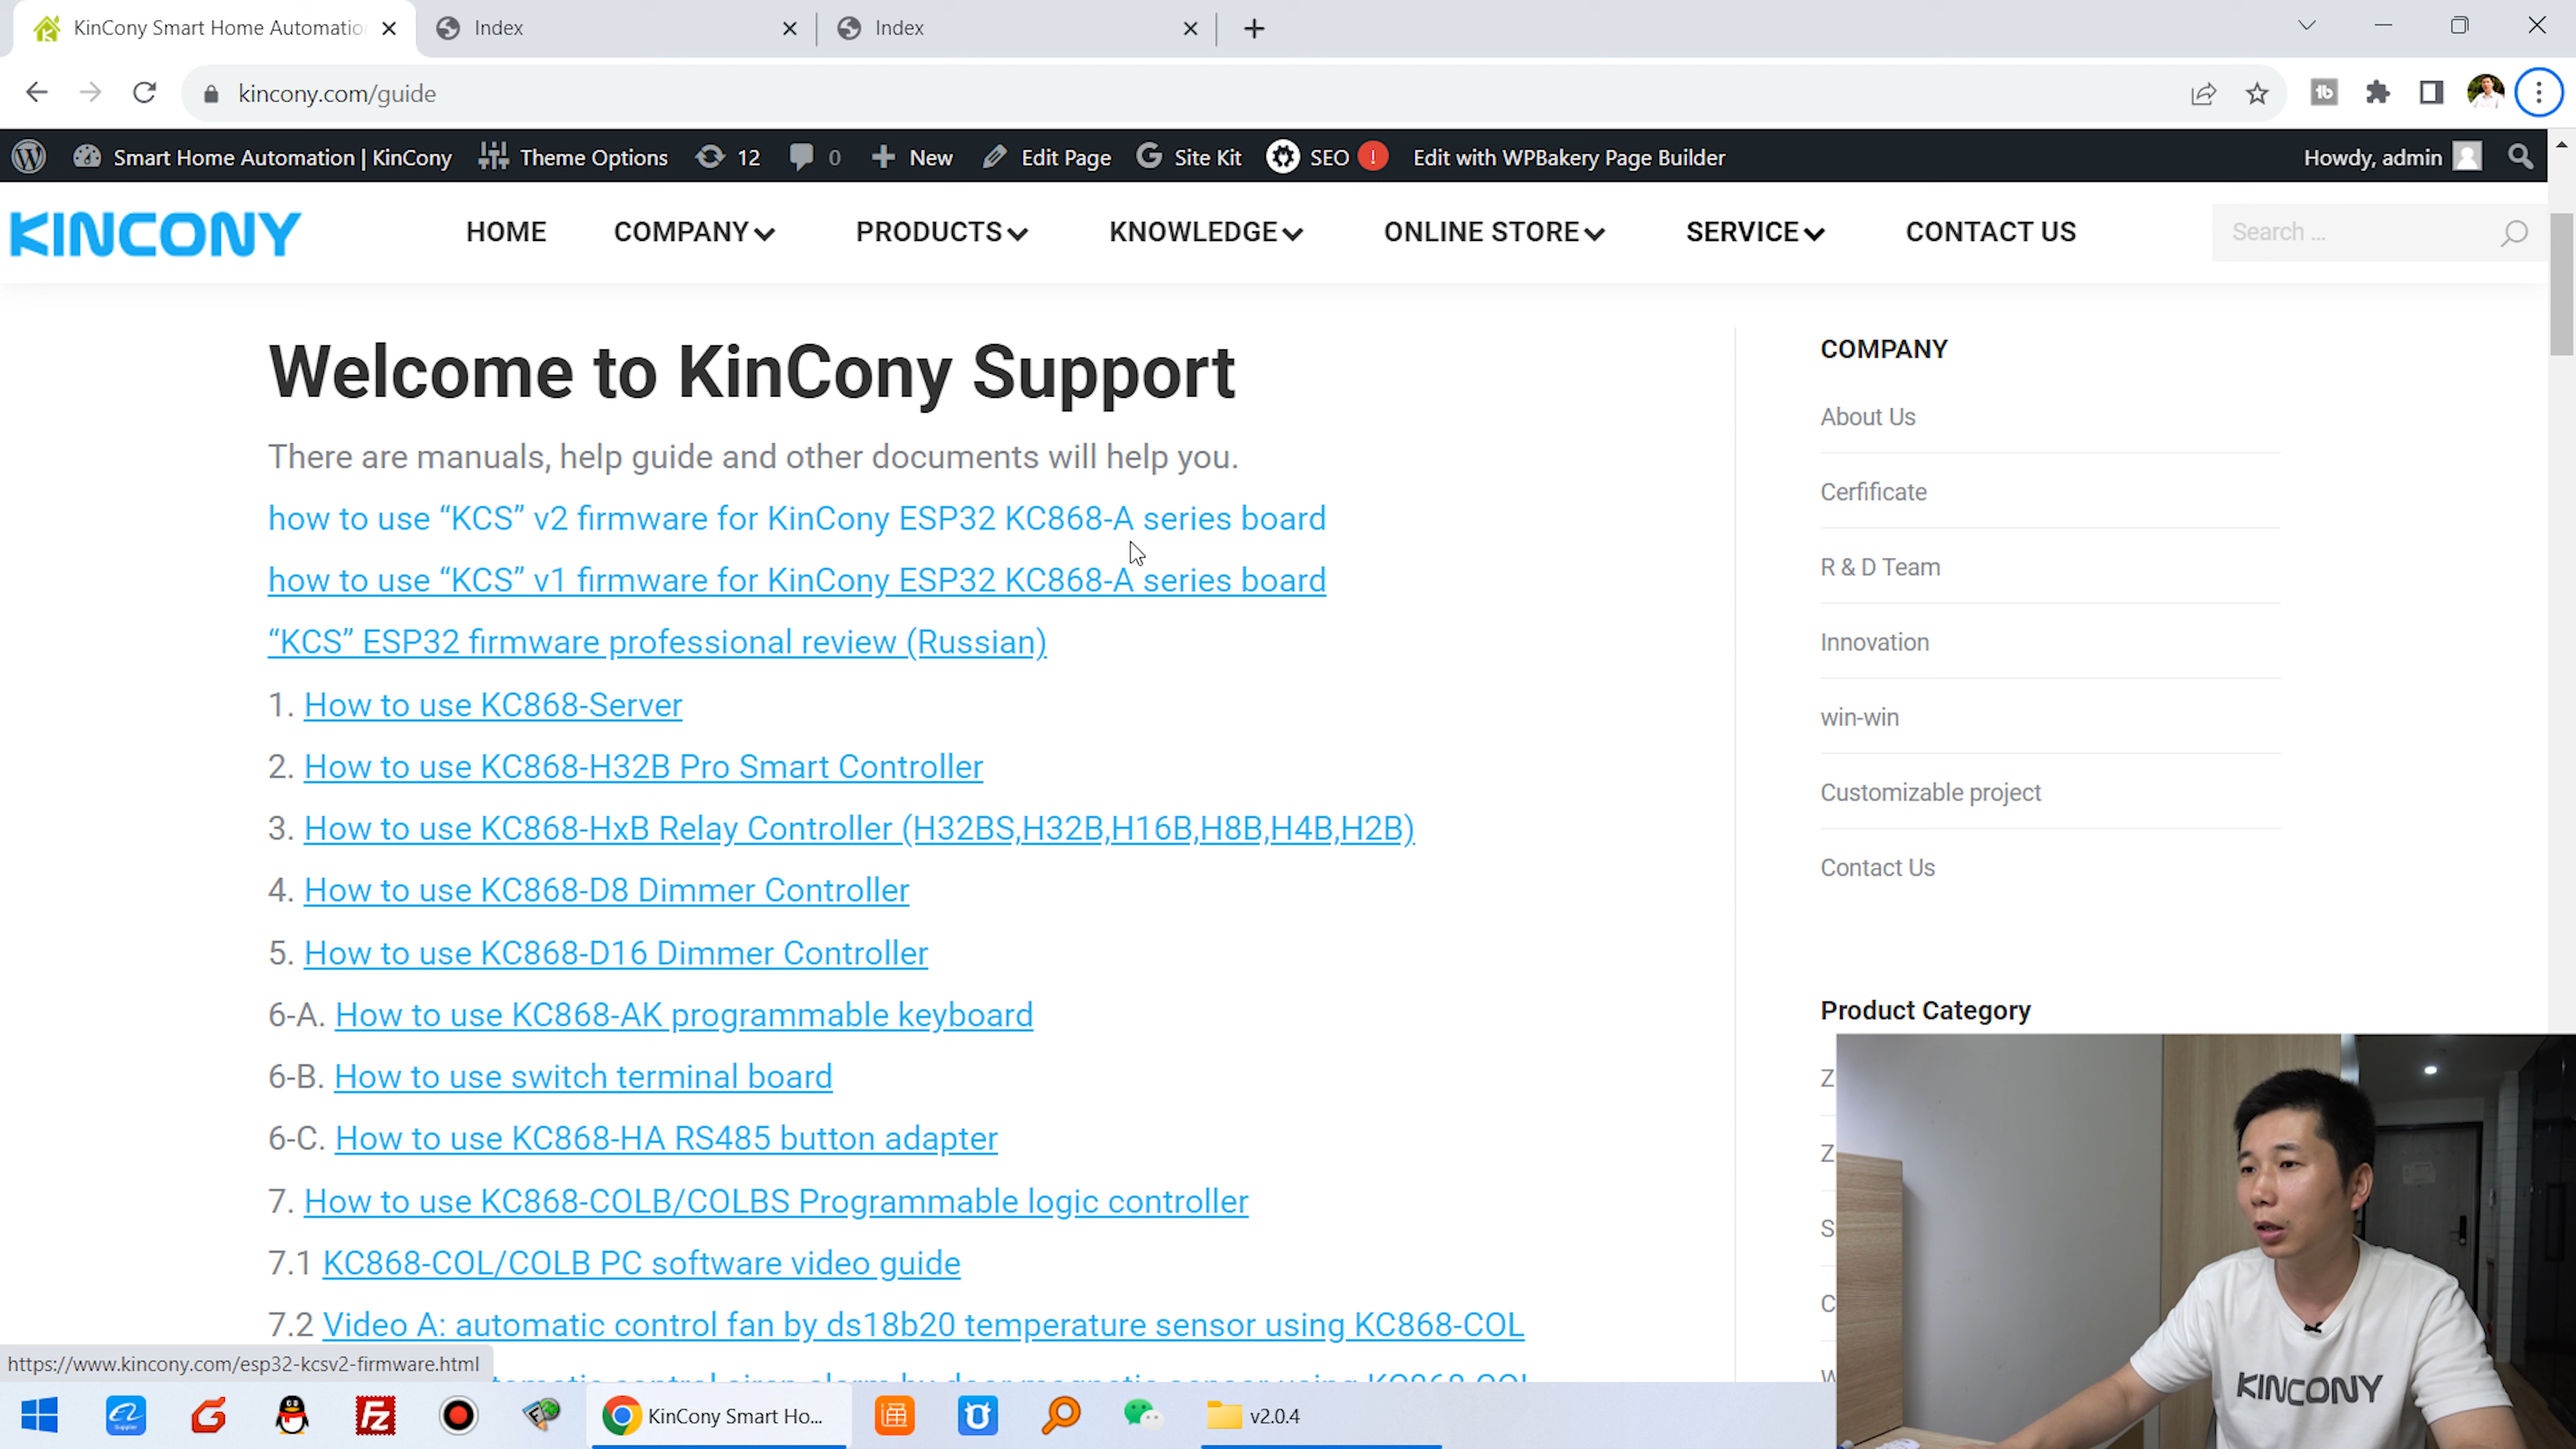 KinCony Smart Home Automatio
Index
Index
kincony.com/guide
Smart Home Automation | KinCony
Theme Options
12
0
New
Edit Page
Site Kit
SEO
!
Edit with WPBakery Page Builder
Howdy, admin
KINCONY
HOME
COMPANY
PRODUCTS
KNOWLEDGE
ONLINE STORE
SERVICE
CONTACT US
Search ...
Welcome to KinCony Support
There are manuals, help guide and other documents will help you.
how to use “KCS” v2 firmware for KinCony ESP32 KC868-A series board
how to use “KCS” v1 firmware for KinCony ESP32 KC868-A series board
“KCS” ESP32 firmware professional review (Russian)
1. How to use KC868-Server
2. How to use KC868-H32B Pro Smart Controller
3. How to use KC868-HxB Relay Controller (H32BS,H32B,H16B,H8B,H4B,H2B)
4. How to use KC868-D8 Dimmer Controller
5. How to use KC868-D16 Dimmer Controller
6-A. How to use KC868-AK programmable keyboard
6-B. How to use switch terminal board
6-C. How to use KC868-HA RS485 button adapter
7. How to use KC868-COLB/COLBS Programmable logic controller
7.1 KC868-COL/COLB PC software video guide
7.2 Video A: automatic control fan by ds18b20 temperature sensor using KC868-COL
COMPANY
About Us
Cerfificate
R & D Team
Innovation
win-win
Customizable project
Contact Us
Product Category
Z
Z
S
C
W
https://www.kincony.com/esp32-kcsv2-firmware.html
KinCony Smart Ho...
v2.0.4
KINCONY